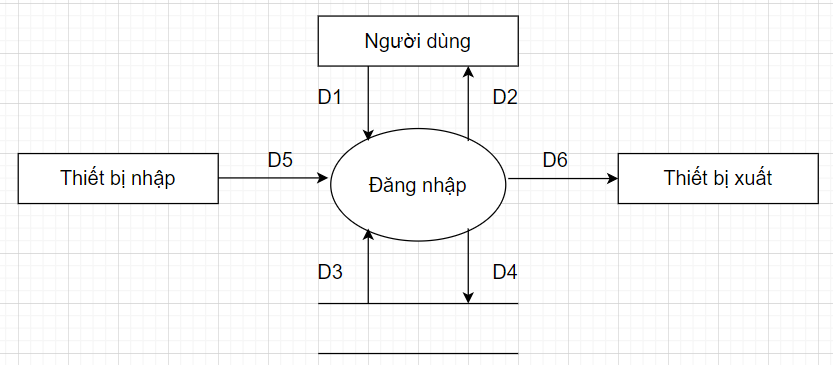 Người dùng
D1
D2
Thiết bị nhập
D5
Đăng nhập
D6
Thiết bị xuất
D3
D4